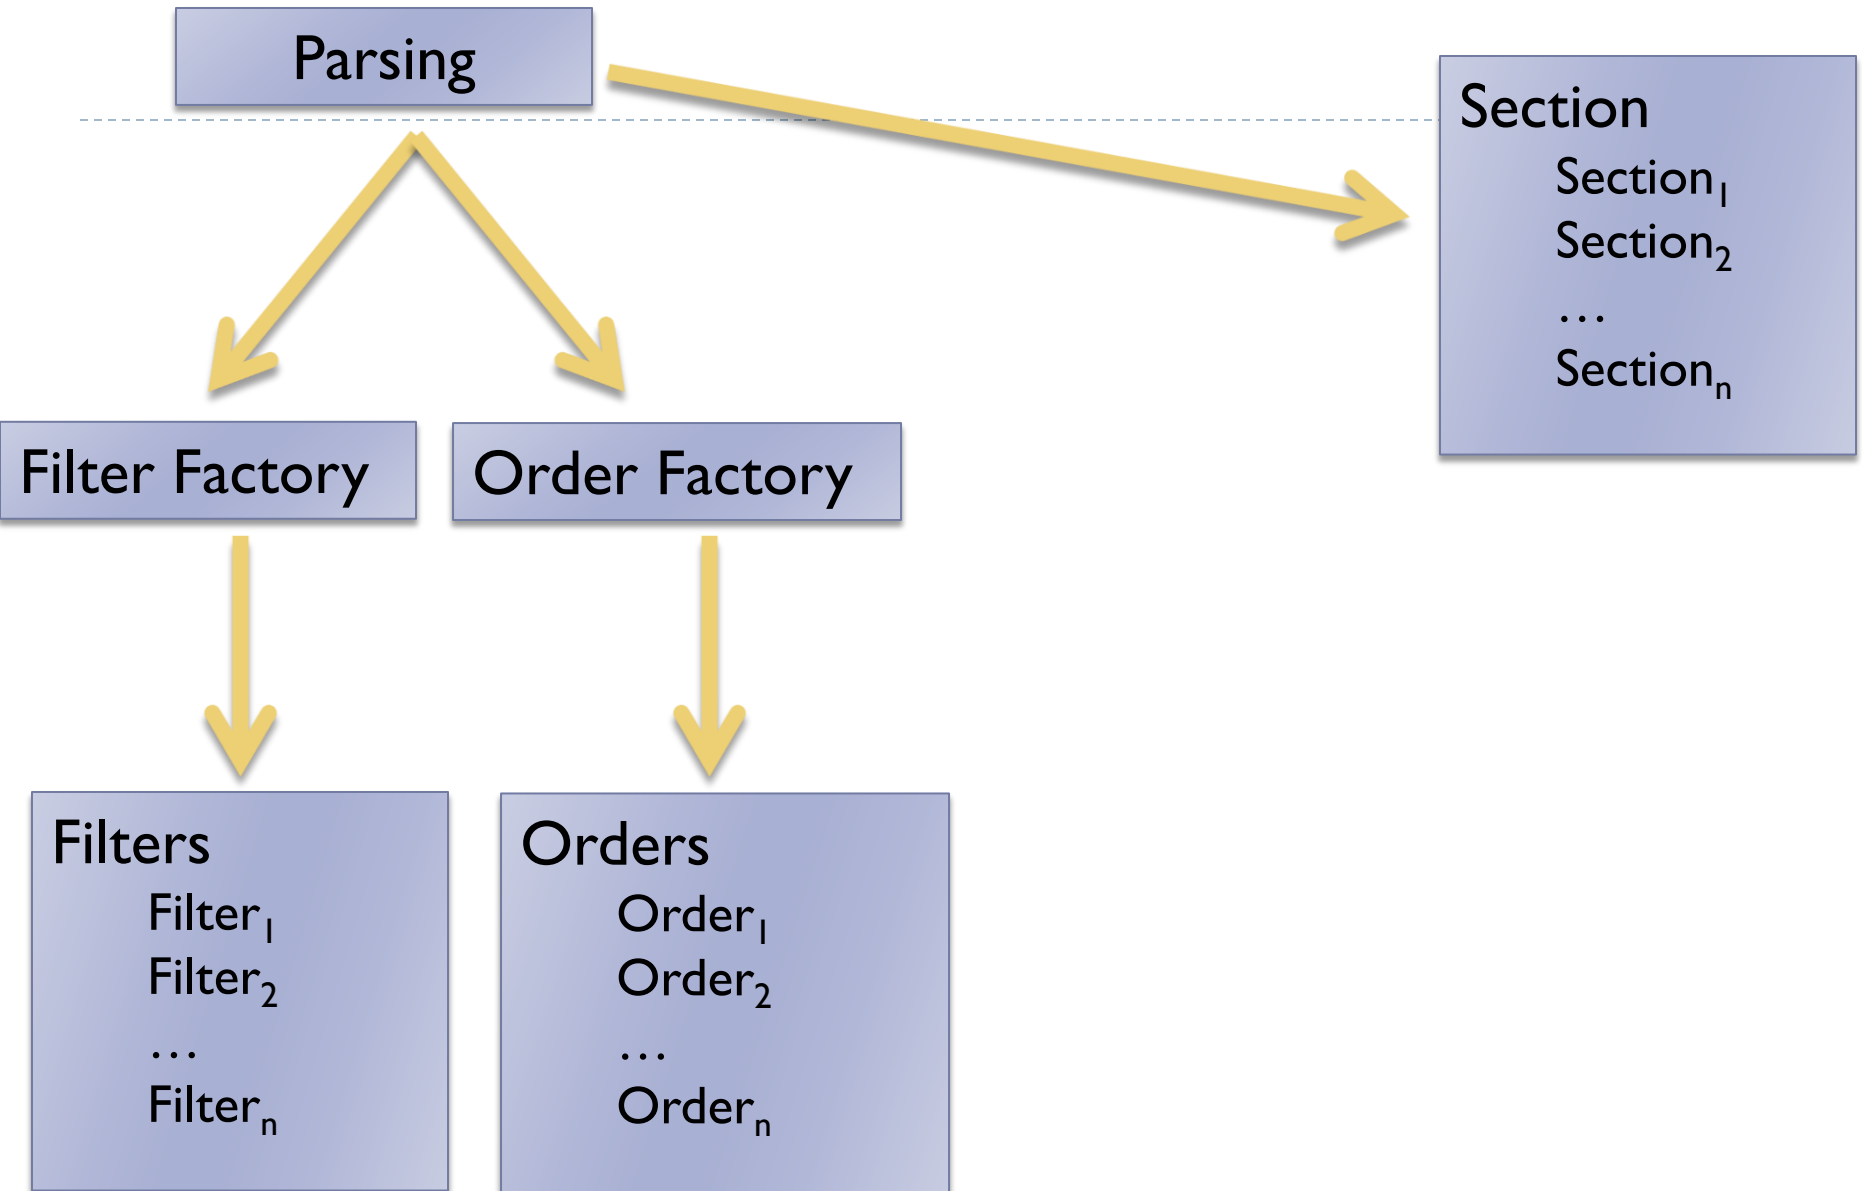 Parsing
Section
Section₁
Section₂
…
Sectionₙ
Filter Factory
Order Factory
Filters
Filter₁
Filter₂
…
Filterₙ
Orders
Order₁
Order₂
…
Orderₙ